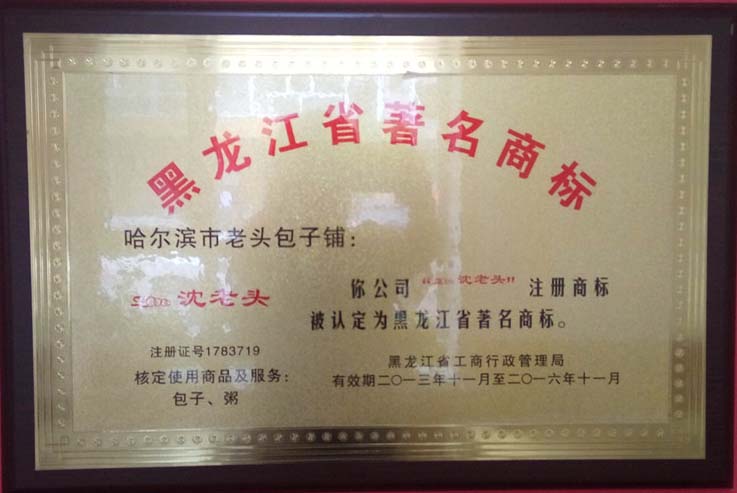 黑龙江省著名商标
哈尔滨市老头包子铺：
沈老头
你公司“沈老头”注册商标
被认定为黑龙江省著名商标。
注册证号1783719
核定使用商品及服务：
包子、粥
黑龙江省工商行政管理局
有效期二〇一三年十一月至二〇一六年十一月